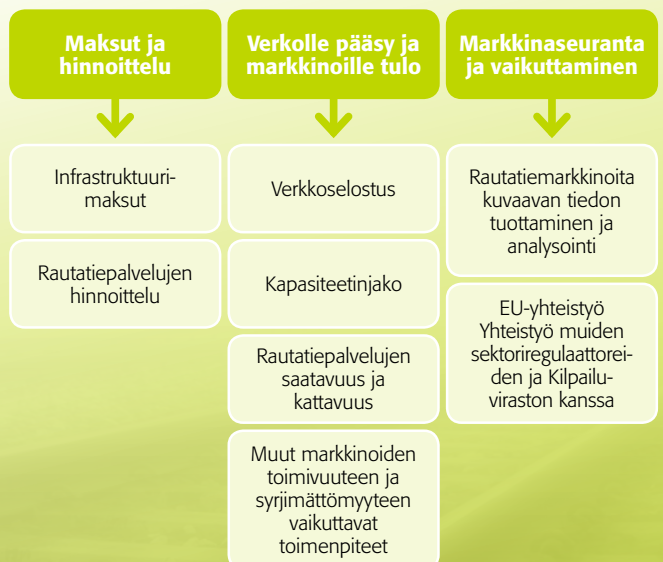 Maksut ja
hinnoittelu
Infrastruktuuri-
maksut
Rautatiepalvelujen
hinnoittelu
Verkolle pääsy ja
markkinoille tulo
Verkkoselostus
Kapasiteetinjako
Rautatiepalvelujen
saatavuus ja
kattavuus
Muut markkinoiden
toimivuuteen ja
syrjimättömyyteen
vaikuttavat
toimenpiteet
Markkinaseuranta
ja vaikuttaminen
Rautatiemarkkinoita
kuvaavan tiedon
tuottaminen ja
analysointi
EU-yhteistyö
Yhteistyö muiden
sektoriregulaattorei-
den ja Kilpailu-
viraston kanssa